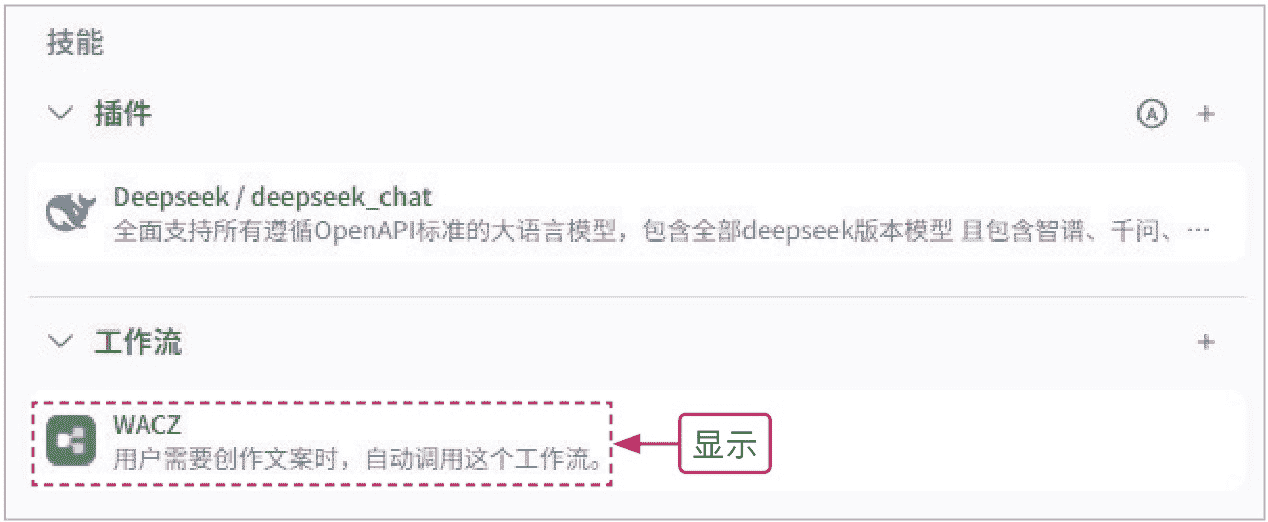 技能
插件
Deepseek / deepseek_chat
全面支持所有遵循OpenAPI标准的大语言模型，包含全部deepseek版本模型 且包含智谱、千问、…
工作流
WACZ
用户需要创作文案时，自动调用这个工作流。
显示